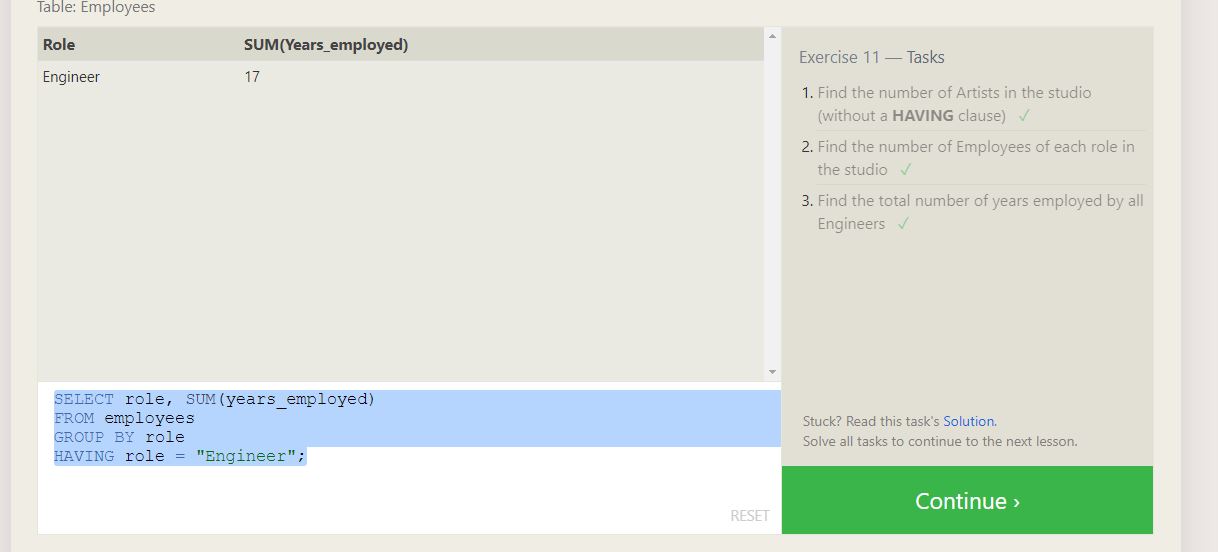 Table: Employees
Role SUM(Years_employed)
Engineer 17
SELECT role, SUM(years_employed)
FROM employees
GROUP BY role
HAVING role = "Engineer";
RESET
Exercise 11 — Tasks
1. Find the number of Artists in the studio
(without a HAVING clause) ✓
2. Find the number of Employees of each role in
the studio ✓
3. Find the total number of years employed by all
Engineers ✓
Stuck? Read this task's Solution.
Solve all tasks to continue to the next lesson.
Continue ›